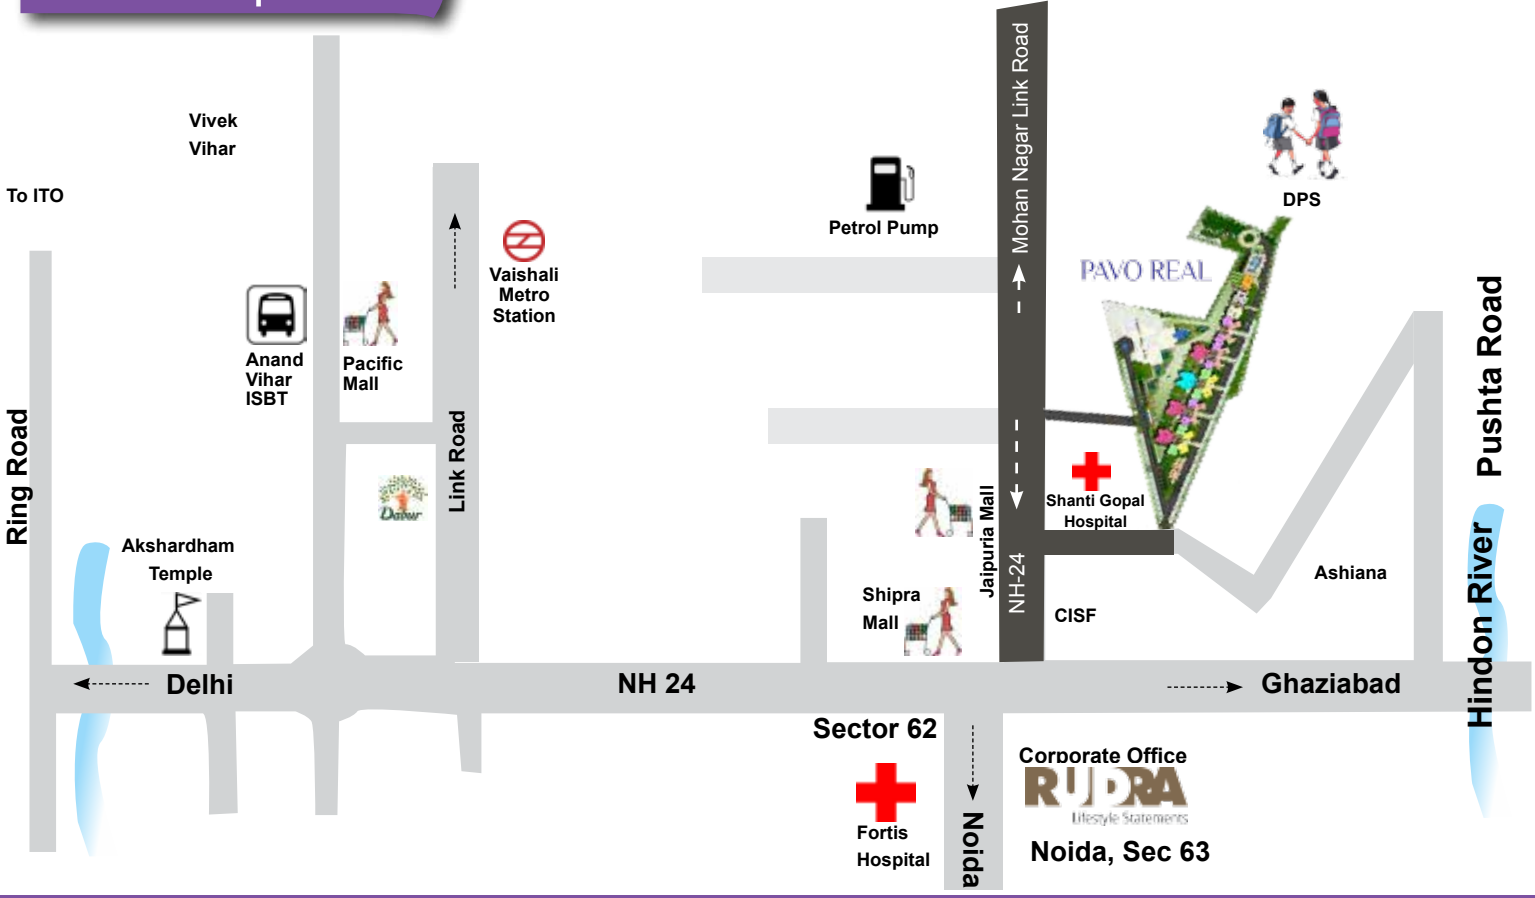 Vivek
Vihar
To ITO
Ring Road
Anand
Vihar
ISBT
Pacific
Mall
Link Road
Vaishali
Metro
Station
Dabur
Akshardham
Temple
Petrol Pump
Mohan Nagar Link Road
NH-24
DPS
PAVO REAL
Pushta Road
Hindon River
Jaipuria Mall
Shanti Gopal
Hospital
Shipra
Mall
CISF
Ashiana
Delhi
NH 24
Ghaziabad
Sector 62
Fortis
Hospital
Noida
Corporate Office
RUDRA
Lifestyle Statements
Noida, Sec 63